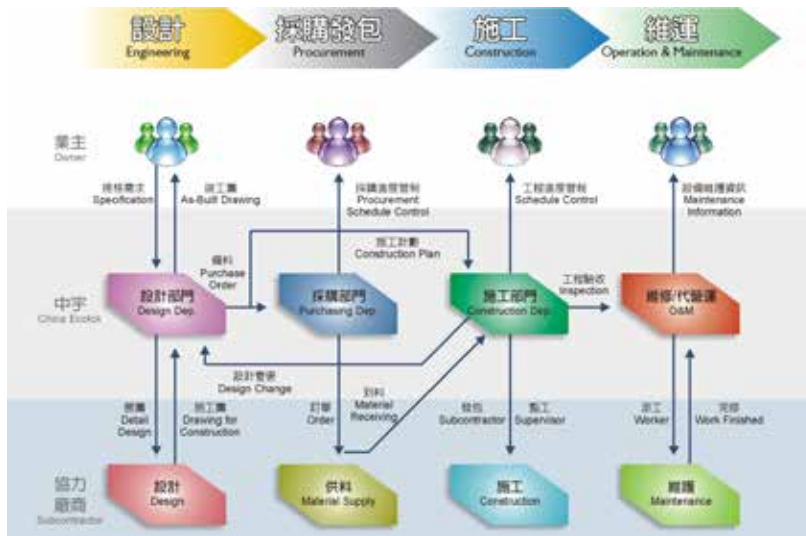 設計
Engineering
採購發包
Procurement
施工
Construction
維運
Operation & Maintenance
業主
Owner
規格需求
Specification
竣工圖
As-Built Drawing
採購進度管制
Procurement
Schedule Control
工程進度管制
Schedule Control
設備維護資訊
Maintenance
Information
備料
Purchase
Order
施工計劃
Construction Plan
中宇
China Ecotek
設計部門
Design Dep.
採購部門
Purchasing Dep.
施工部門
Construction Dep.
工程驗收
Inspection
維修/代營運
O&M
設計變更
Design Change
Detail
Design
施工圖
Drawing for
Construction
訂單
Order
到料
Material
Receiving
發包
Subcontractor
監工
Supervisor
派工
Worker
完修
Work Finished
協力
廠商
Subcontractor
設計
Design
供料
Material Supply
施工
Construction
維護
Maintenance